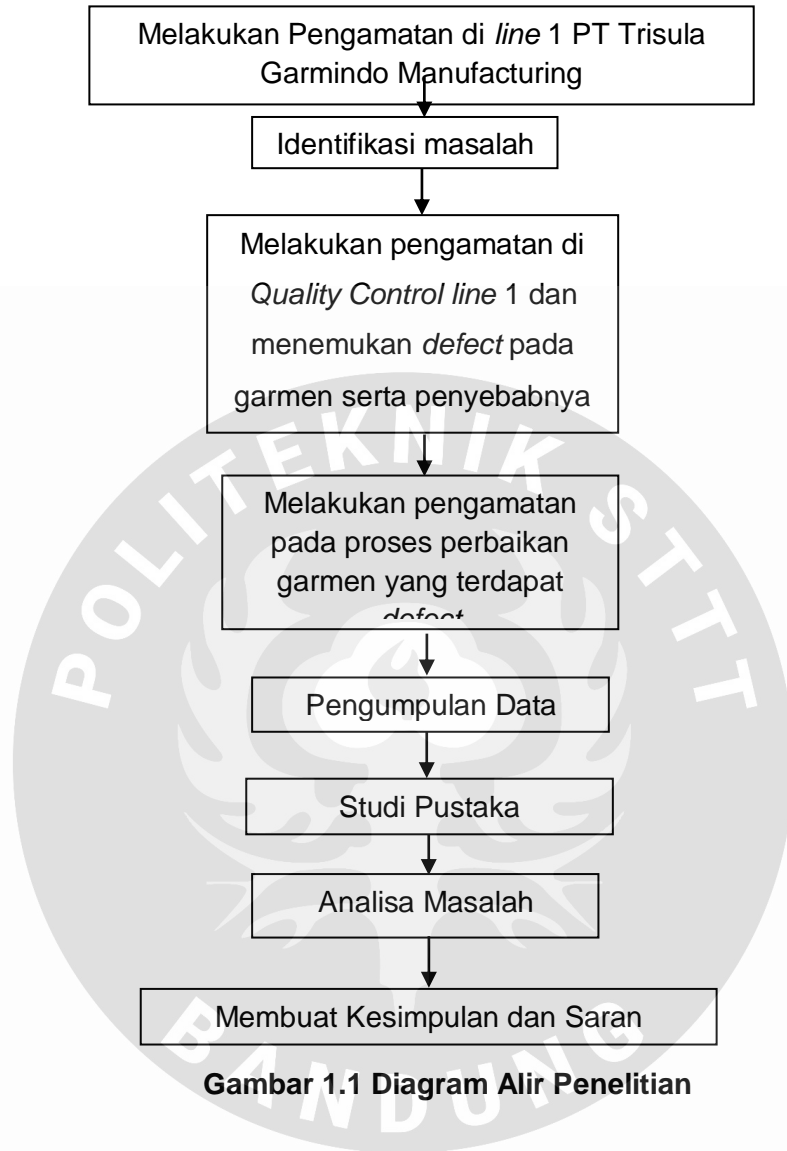 Melakukan Pengamatan di line 1 PT Trisula
Garmindo Manufacturing
Identifikasi masalah
Melakukan pengamatan di
Quality Control line 1 dan
menemukan defect pada
garmen serta penyebabnya
Melakukan pengamatan
pada proses perbaikan
garmen yang terdapat
defect
Pengumpulan Data
Studi Pustaka
Analisa Masalah
Membuat Kesimpulan dan Saran
Gambar 1.1 Diagram Alir Penelitian
POLITEKNIK STTT
BANDUNG